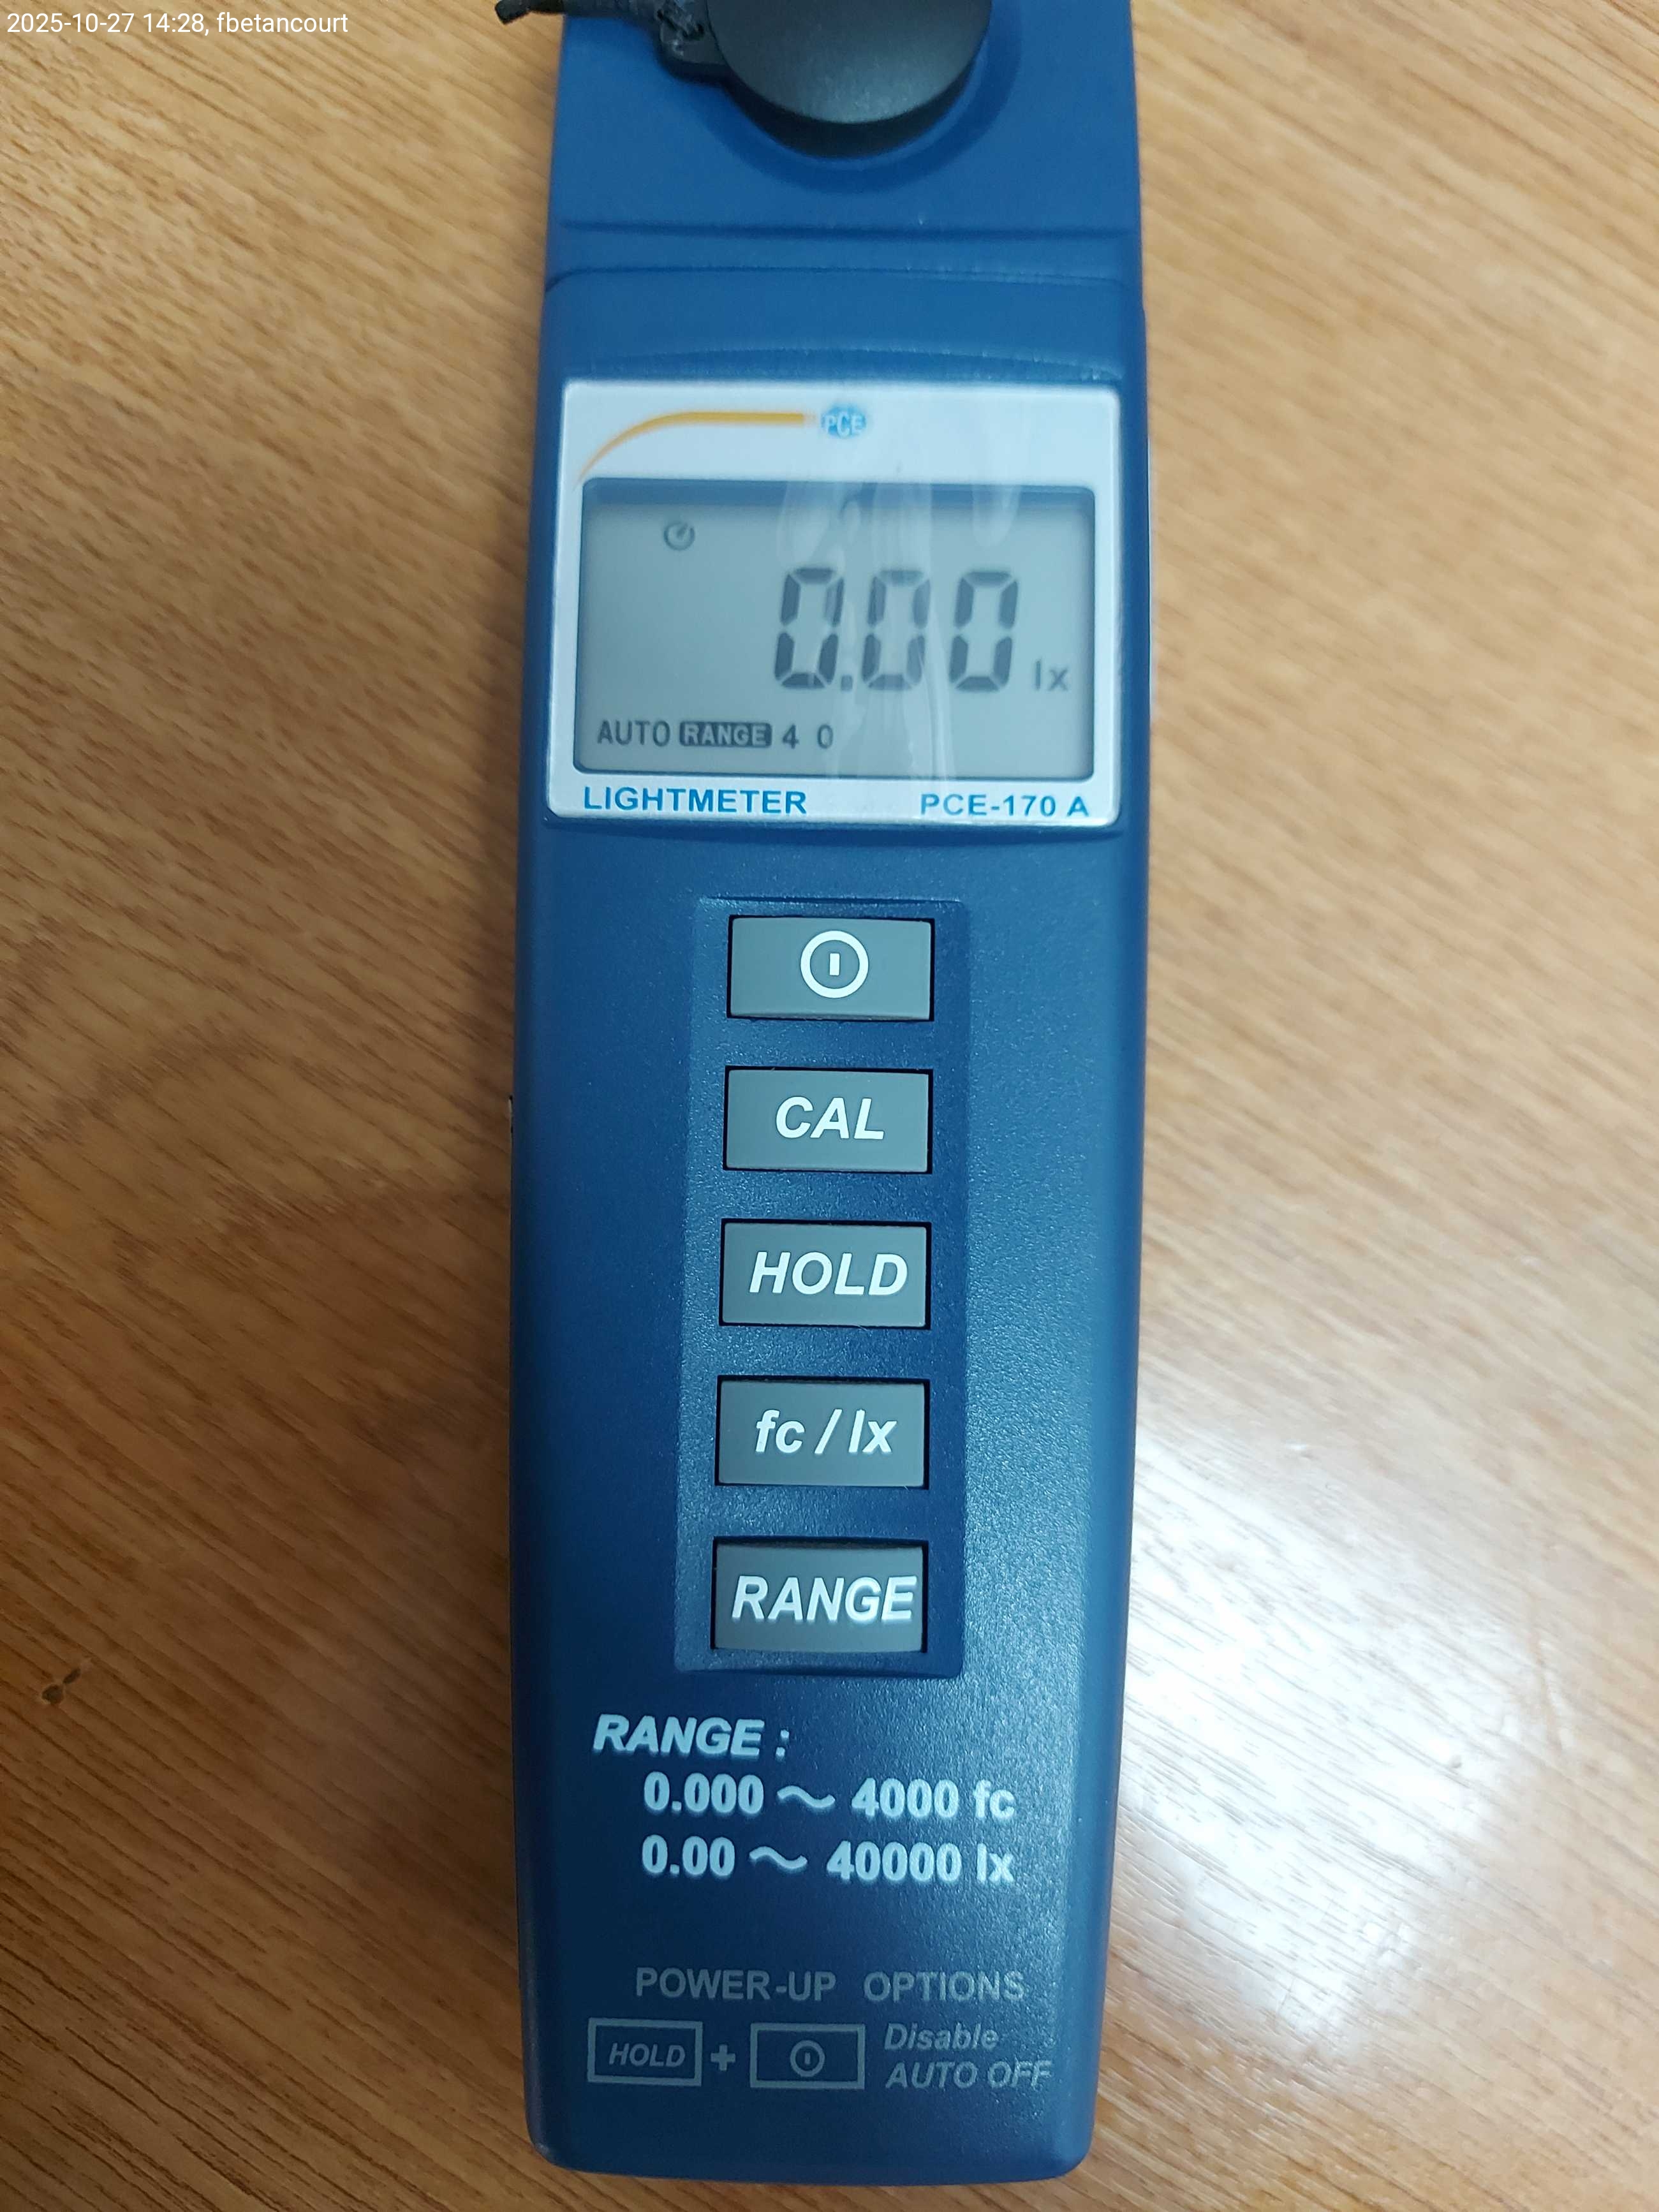 2025-10-27 14:28, fbetancourt
PCE
0.00 lx
AUTO RANGE 4 0
LIGHTMETER PCE-170 A
CAL
HOLD
fc / lx
RANGE
RANGE :
0.000 ~ 4000 fc
0.00 ~ 40000 lx
POWER-UP OPTIONS
HOLD + Disable
AUTO OFF